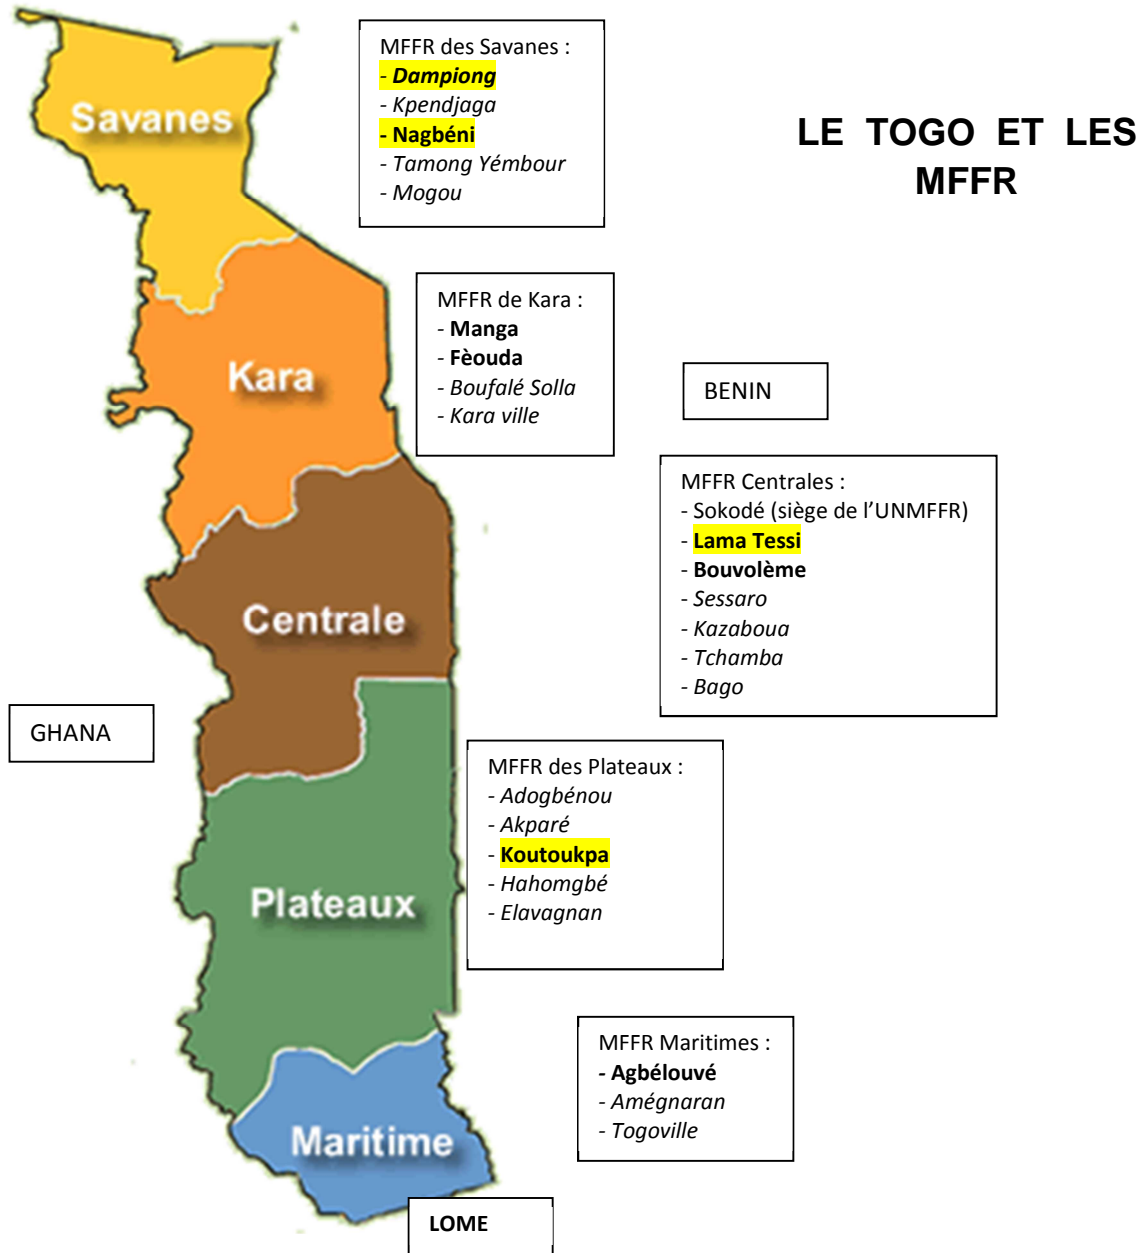 LE TOGO ET LES
MFFR
Savanes
MFFR des Savanes :
- Dampiong
- Kpendjaga
- Nagbéni
- Tamong Yémbour
- Mogou
Kara
MFFR de Kara :
- Manga
- Fèouda
- Boufalé Solla
- Kara ville
BENIN
Centrale
MFFR Centrales :
- Sokodé (siège de l’UNMFFR)
- Lama Tessi
- Bouvolème
- Sessaro
- Kazaboua
- Tchamba
- Bago
GHANA
Plateaux
MFFR des Plateaux :
- Adogbénou
- Akparé
- Koutoukpa
- Hahomgbé
- Elavagnan
Maritime
MFFR Maritimes :
- Agbélouvé
- Amégnaran
- Togoville
LOME